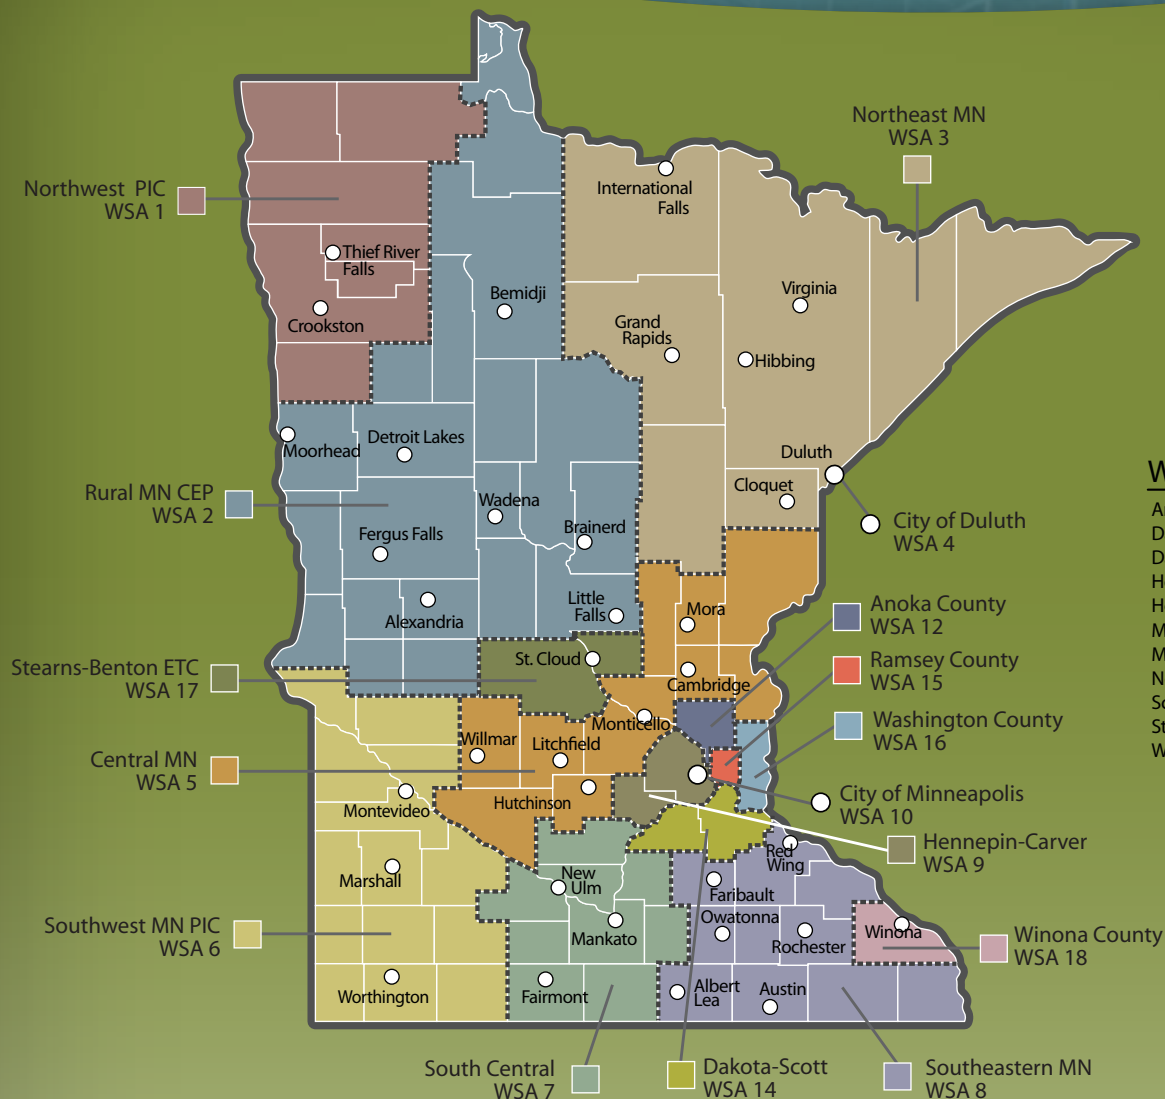 Northeast MN
WSA 3
International
Falls
Northwest PIC
WSA 1
Thief River
Falls
Bemidji
Virginia
Crookston
Grand
Rapids
Hibbing
Moorhead
Detroit Lakes
Duluth
Cloquet
Rural MN CEP
WSA 2
Wadena
Brainerd
Fergus Falls
City of Duluth
WSA 4
Alexandria
Little
Falls
Mora
Anoka County
WSA 12
Stearns-Benton ETC
WSA 17
St. Cloud
Cambridge
Ramsey County
WSA 15
Monticello
Washington County
WSA 16
Willmar
Litchfield
Central MN
WSA 5
Hutchinson
Montevideo
City of Minneapolis
WSA 10
Hennepin-Carver
WSA 9
Red
Wing
Marshall
New
Ulm
Faribault
Southwest MN PIC
WSA 6
Mankato
Owatonna
Rochester
Winona
Winona County
WSA 18
Worthington
Fairmont
Albert
Lea
Austin
South Central
WSA 7
Dakota-Scott
WSA 14
Southeastern MN
WSA 8